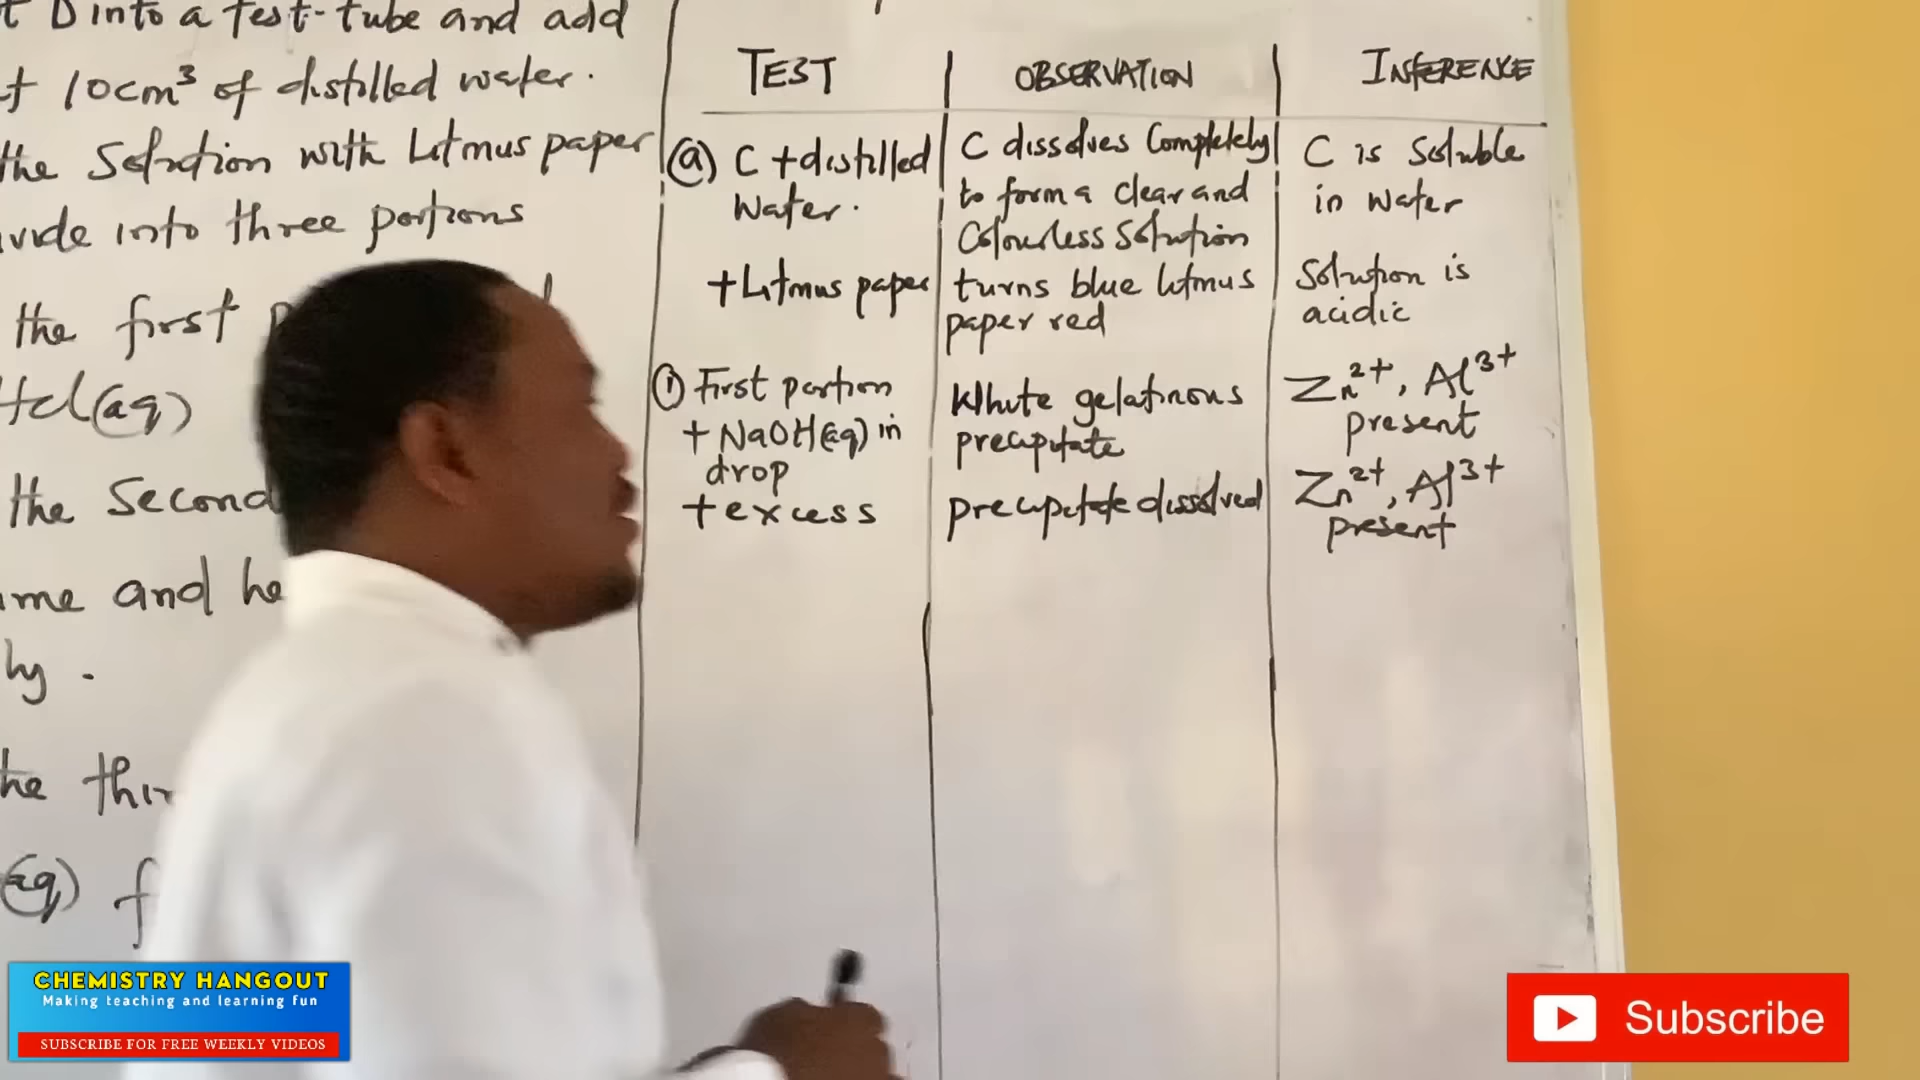 t D into a test-tube and add
10cm³ of distilled water.
the Solution with Litmus paper
into three portions
the first
(aq)
the Second
me and he
ly.
the thir
(aq) f
TEST
OBSERVATION
INFERENCE
(a) C + distilled
Water.
C dissolves Completely
to form a clear and
Colourless Solution
C is Soluble
in water
+ Litmus paper
turns blue litmus
paper red
Solution is
acidic
① First portion
+ NaOH(aq) in
drop
White gelatinous
precipitate
Zn²⁺, Al³⁺
present
+ excess
precipitate dissolved
Zn²⁺, Al³⁺
present
CHEMISTRY HANGOUT
Making teaching and learning fun
SUBSCRIBE FOR FREE WEEKLY VIDEOS
Subscribe